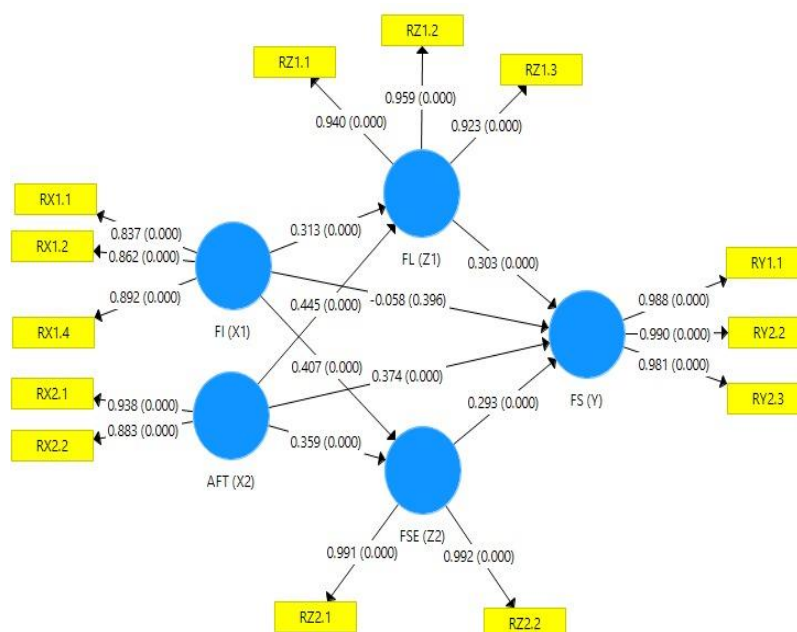 RZ1.2
RZ1.1
RZ1.3
0.959 (0.000)
0.940 (0.000)
0.923 (0.000)
RX1.1
0.837 (0.000)
RX1.2
0.862 (0.000)
0.313 (0.000)
FL (Z1)
0.303 (0.000)
RY1.1
0.892 (0.000)
0.445 (0.000)
-0.058 (0.396)
0.988 (0.000)
RX1.4
FI (X1)
0.990 (0.000)
RY2.2
0.407 (0.000)
0.374 (0.000)
0.981 (0.000)
RX2.1
0.938 (0.000)
FS (Y)
RY2.3
0.883 (0.000)
0.293 (0.000)
RX2.2
0.359 (0.000)
AFT (X2)
FSE (Z2)
0.991 (0.000)
0.992 (0.000)
RZ2.1
RZ2.2